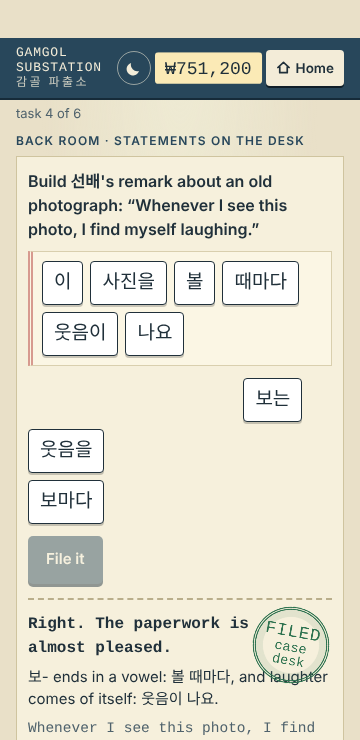 GAMGOL
SUBSTATION
감골 파출소
₩751,200
Home
task 4 of 6
BACK ROOM · STATEMENTS ON THE DESK
Build 선배's remark about an old
photograph: “Whenever I see this
photo, I find myself laughing.”
이 사진을 볼 때마다
웃음이 나요
보는
웃음을
보마다
File it
Right. The paperwork is
almost pleased.
FILED
case
desk
보- ends in a vowel: 볼 때마다, and laughter
comes of itself: 웃음이 나요.
Whenever I see this photo, I find